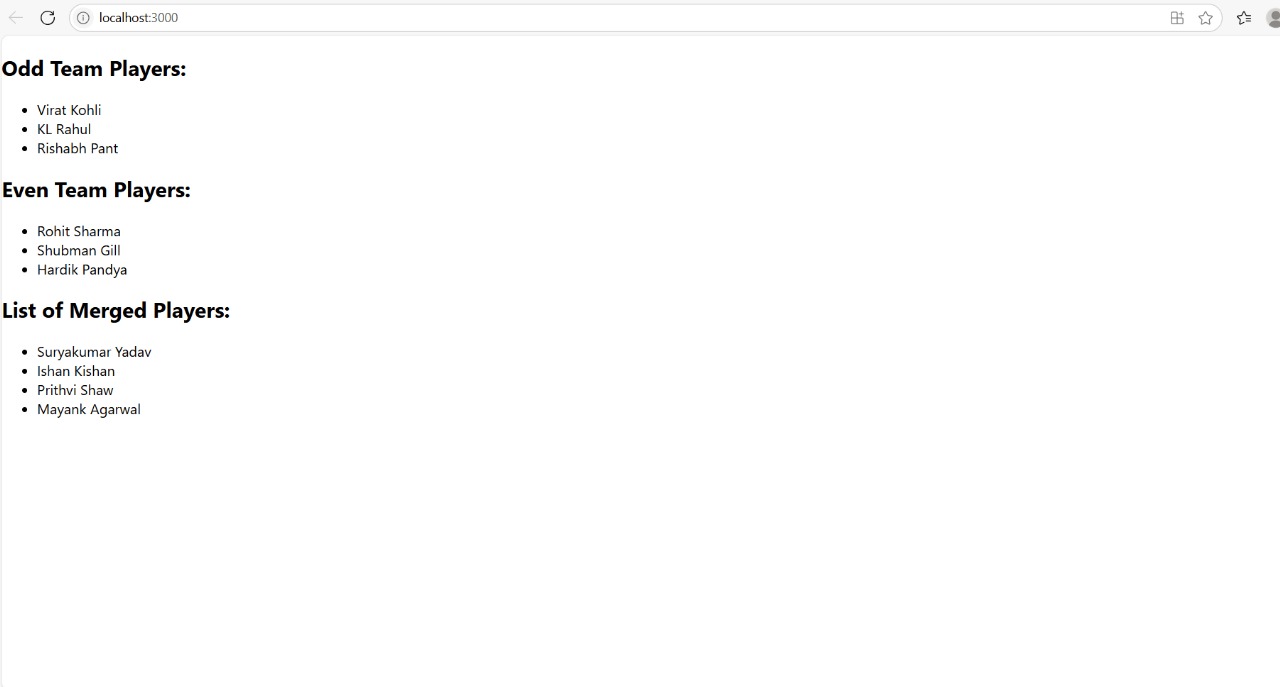 localhost:3000
Odd Team Players:
Virat Kohli
KL Rahul
Rishabh Pant
Even Team Players:
Rohit Sharma
Shubman Gill
Hardik Pandya
List of Merged Players:
Suryakumar Yadav
Ishan Kishan
Prithvi Shaw
Mayank Agarwal